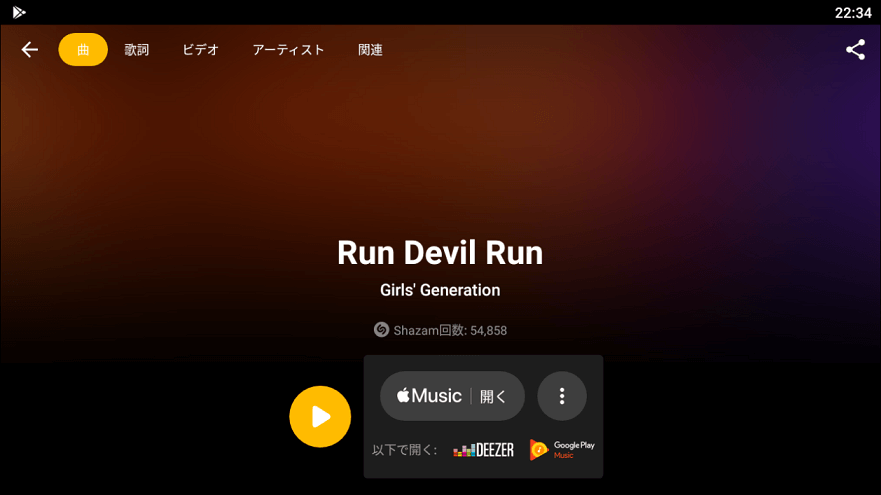 22:34
曲 歌詞 ビデオ アーティスト 関連
Run Devil Run
Girls' Generation
Shazam回数: 54,858
Music 開く
以下で開く: DEEZER Google Play Music